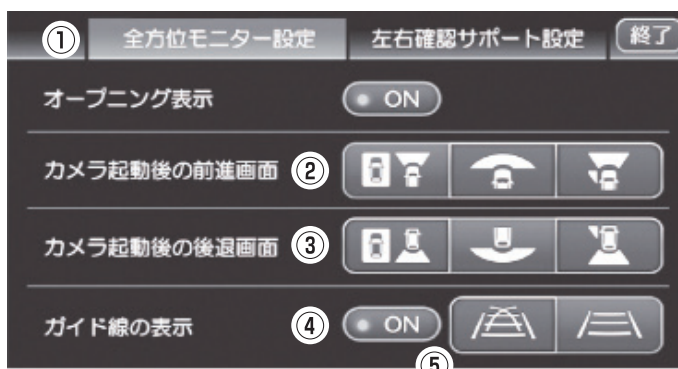 ① 全方位モニター設定 左右確認サポート設定 終了
オープニング表示 ON
カメラ起動後の前進画面 ②
カメラ起動後の後退画面 ③
ガイド線の表示 ④ ON
⑤